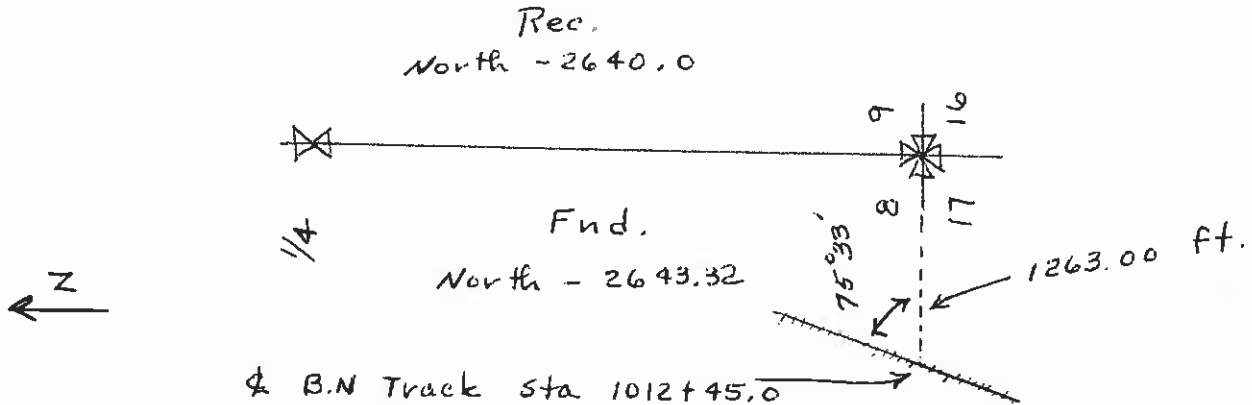 Rec.
North - 2640.0
9 16
8 17
1/4
Fnd.
North - 2643.32
75°33'
1263.00 ft.
N
℄ B.N Track Sta 1012+45.0